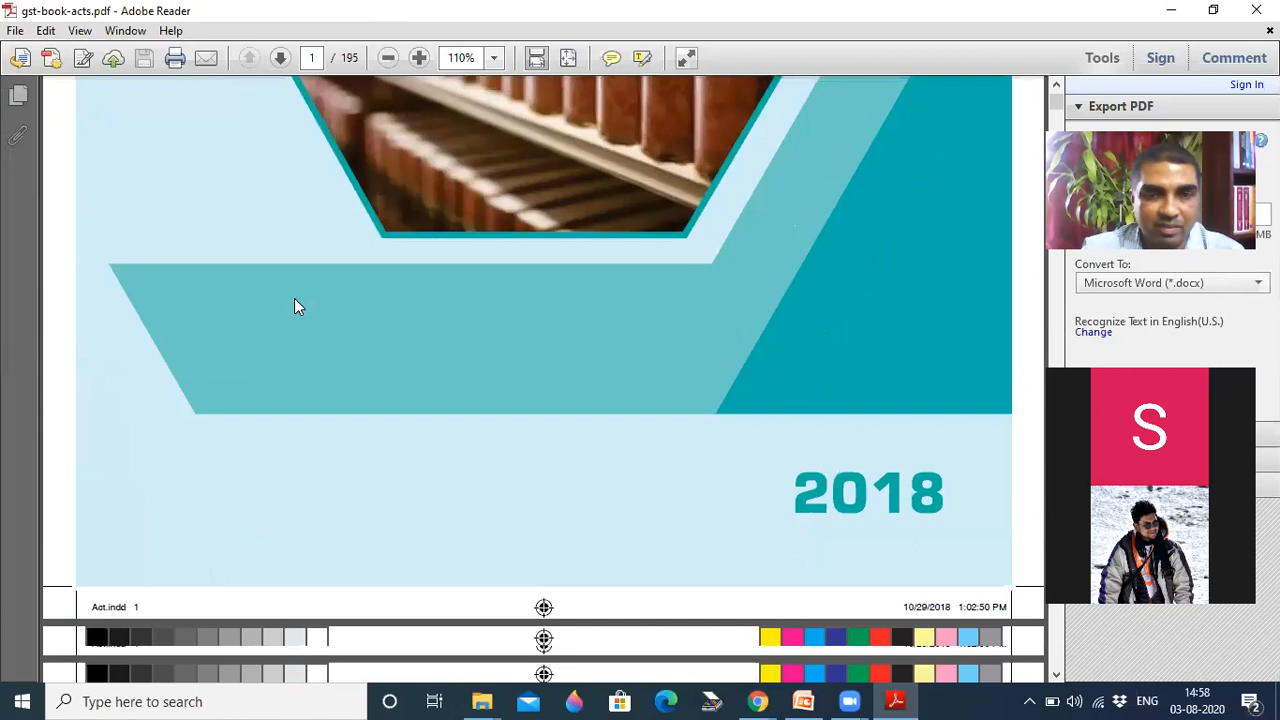 gst-book-acts.pdf - Adobe Reader
File Edit View Window Help
1 / 195 110% Tools Sign Comment
Sign In
Export PDF
MB
Convert To:
Microsoft Word (*.docx)
Recognize Text in English(U.S.)
Change
S
2018
Act.indd 1 10/29/2018 1:02:50 PM
Type here to search
ENG 14:58
03-08-2020
2